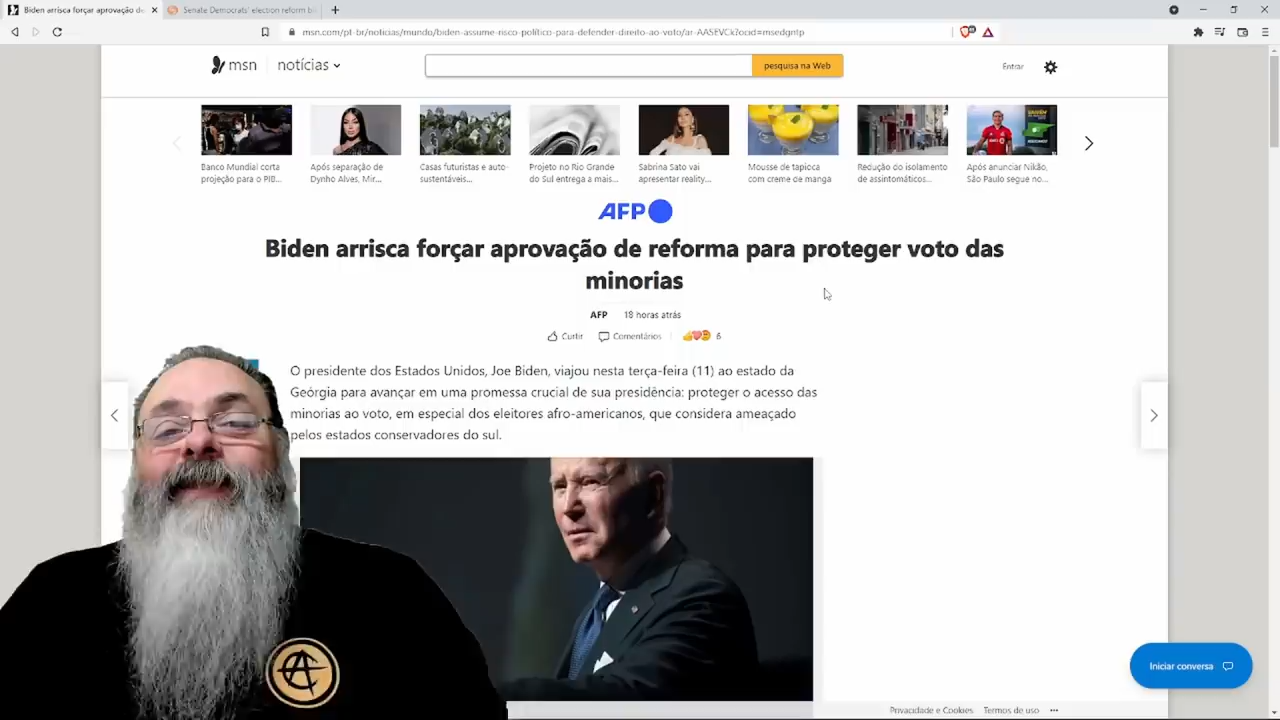 Biden arrisca forçar aprovação de
Senate Democrats' election reform bi
msn.com/pt-br/noticias/mundo/biden-assume-risco-político-para-defender-direito-ao-voto/ar-AASEVCk?ocid=msedgntp
msn
notícias
pesquisa na Web
Entrar
Banco Mundial corta
projeção para o PIB...
Após separação de
Dynho Alves, Mir...
Casas futuristas e auto-
sustentáveis...
Projeto no Rio Grande
do Sul entrega a mais...
Sabrina Sato vai
apresentar reality...
Mousse de tapioca
com creme de manga
Redução do isolamento
de assintomáticos...
Após anunciar Nikão,
São Paulo segue no...
AFP
Biden arrisca forçar aprovação de reforma para proteger voto das
minorias
AFP 18 horas atrás
Curtir Comentários 6
O presidente dos Estados Unidos, Joe Biden, viajou nesta terça-feira (11) ao estado da
Geórgia para avançar em uma promessa crucial de sua presidência: proteger o acesso das
minorias ao voto, em especial dos eleitores afro-americanos, que considera ameaçado
pelos estados conservadores do sul.
Iniciar conversa
Privacidade e Cookies Termos de uso ...